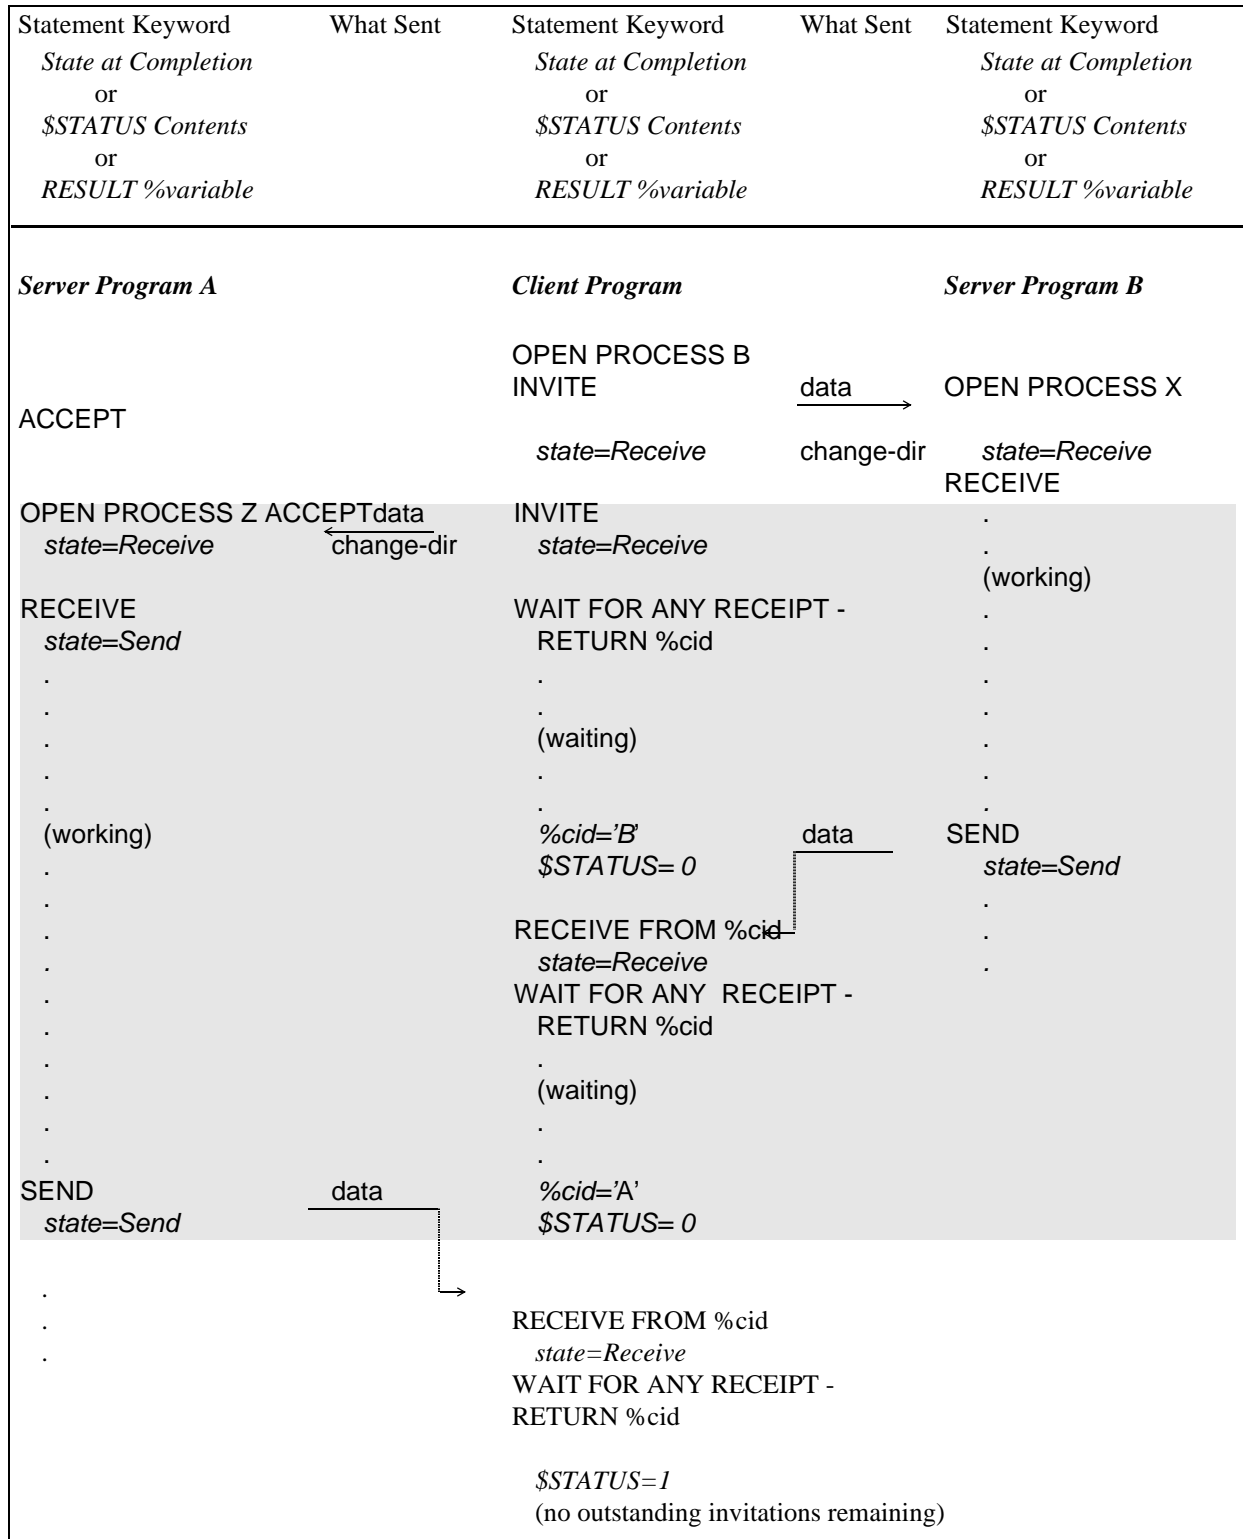 Statement Keyword What Sent Statement Keyword What Sent Statement Keyword
State at Completion State at Completion State at Completion
or or or
$STATUS Contents $STATUS Contents $STATUS Contents
or or or
RESULT %variable RESULT %variable RESULT %variable
Server Program A Client Program Server Program B
OPEN PROCESS B
INVITE data OPEN PROCESS X
ACCEPT
state=Receive change-dir state=Receive
RECEIVE
OPEN PROCESS Z ACCEPTdata INVITE .
state=Receive change-dir state=Receive .
(working)
RECEIVE WAIT FOR ANY RECEIPT - .
state=Send RETURN %cid .
. . .
. . .
. (waiting) .
. . .
. . .
(working) %cid='B' data SEND
. $STATUS= 0 state=Send
. .
. RECEIVE FROM %cid .
. state=Receive .
. WAIT FOR ANY RECEIPT -
. RETURN %cid
. .
. (waiting)
. .
. .
SEND data %cid='A'
state=Send $STATUS= 0
.
. RECEIVE FROM %cid
. state=Receive
WAIT FOR ANY RECEIPT -
RETURN %cid
$STATUS=1
(no outstanding invitations remaining)